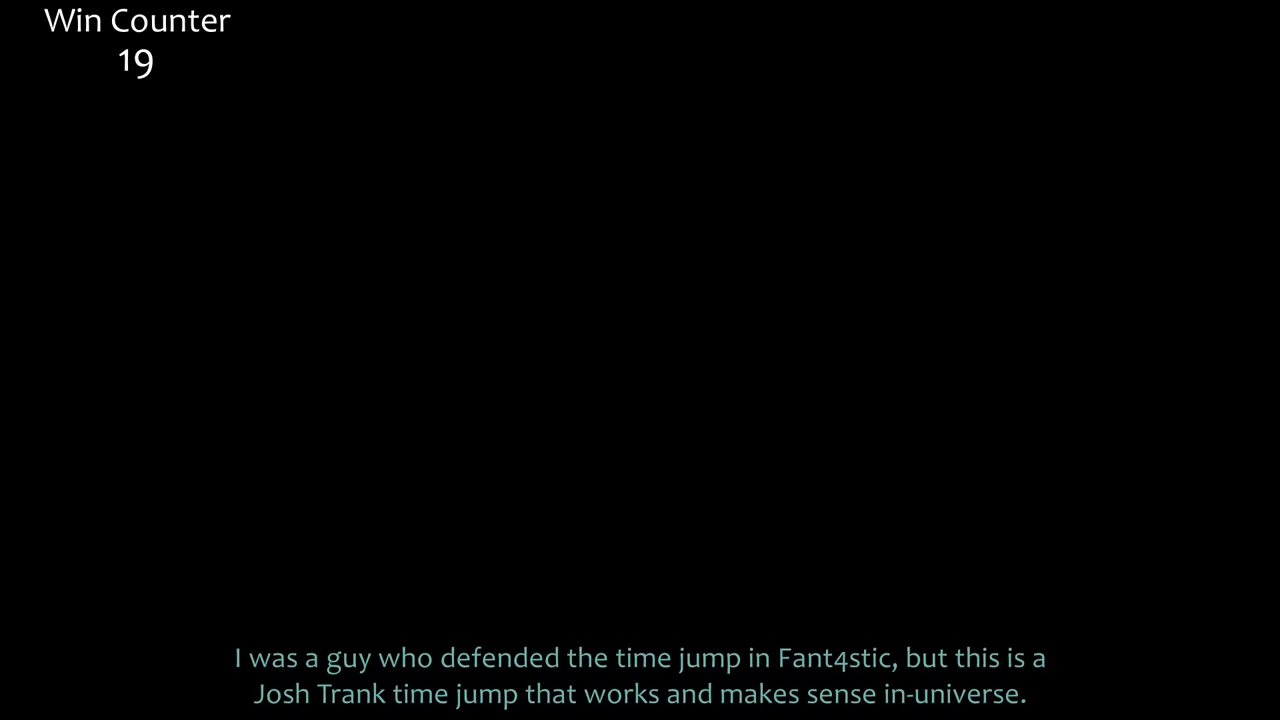 Win Counter
19
I was a guy who defended the time jump in Fant4stic, but this is a
Josh Trank time jump that works and makes sense in-universe.